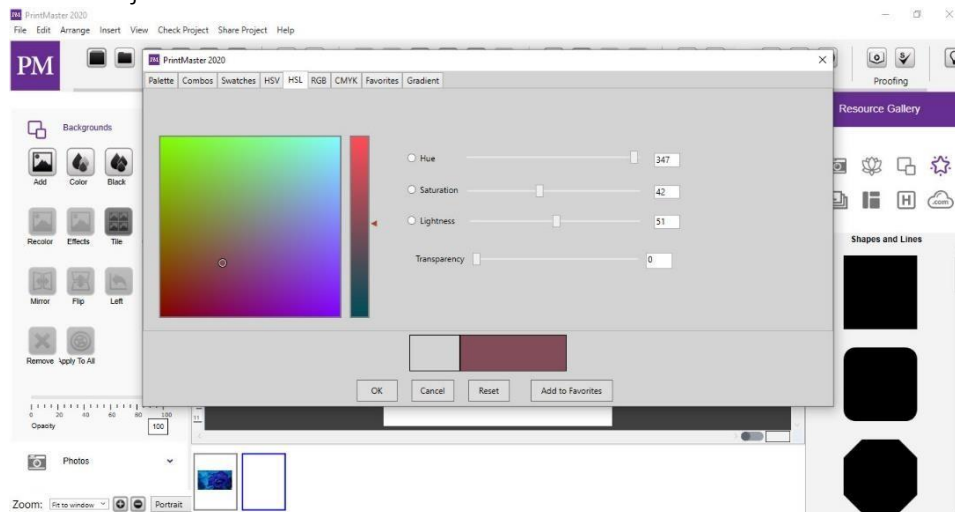 PrintMaster 2020
File Edit Arrange Insert View Check Project Share Project Help
PM
PrintMaster 2020
Palette Combos Swatches HSV HSL RGB CMYK Favorites Gradient
Proofing
Resource Gallery
Backgrounds
Add Color Black
Recolor Effects Tile
Mirror Flip Left
Remove Apply To All
0 20 40 60 80 100
Opacity 100
Hue 347
Saturation 42
Lightness 51
Transparency 0
OK Cancel Reset Add to Favorites
H
.com
Shapes and Lines
11
Photos
Zoom: Fit to window Portrait